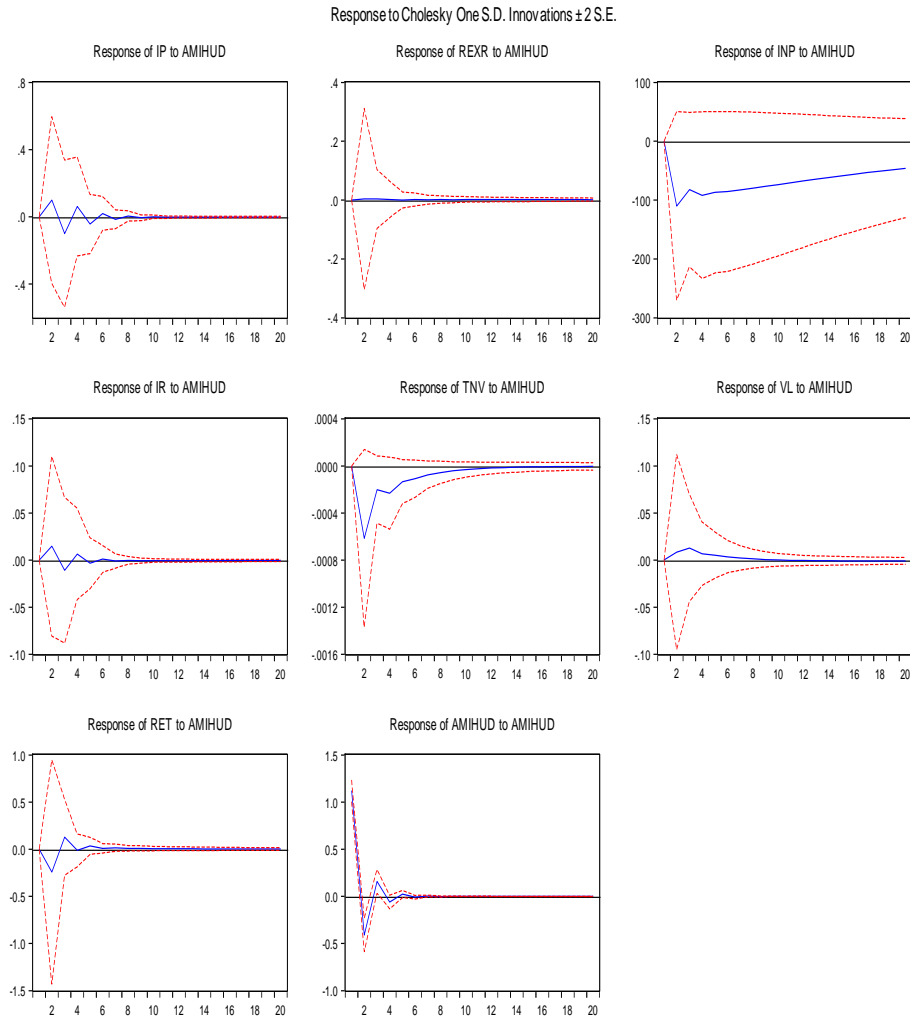 Response to Cholesky One S.D. Innovations ± 2 S.E.
Response of IP to AMIHUD
.8
.4
.0
-.4
2 4 6 8 10 12 14 16 18 20
Response of REXR to AMIHUD
.4
.2
.0
-.2
-.4
2 4 6 8 10 12 14 16 18 20
Response of INP to AMIHUD
100
0
-100
-200
-300
2 4 6 8 10 12 14 16 18 20
Response of IR to AMIHUD
.15
.10
.05
.00
-.05
-.10
2 4 6 8 10 12 14 16 18 20
Response of TNV to AMIHUD
.0004
.0000
-.0004
-.0008
-.0012
-.0016
2 4 6 8 10 12 14 16 18 20
Response of VL to AMIHUD
.15
.10
.05
.00
-.05
-.10
2 4 6 8 10 12 14 16 18 20
Response of RET to AMIHUD
1.0
0.5
0.0
-0.5
-1.0
-1.5
2 4 6 8 10 12 14 16 18 20
Response of AMIHUD to AMIHUD
1.5
1.0
0.5
0.0
-0.5
-1.0
2 4 6 8 10 12 14 16 18 20